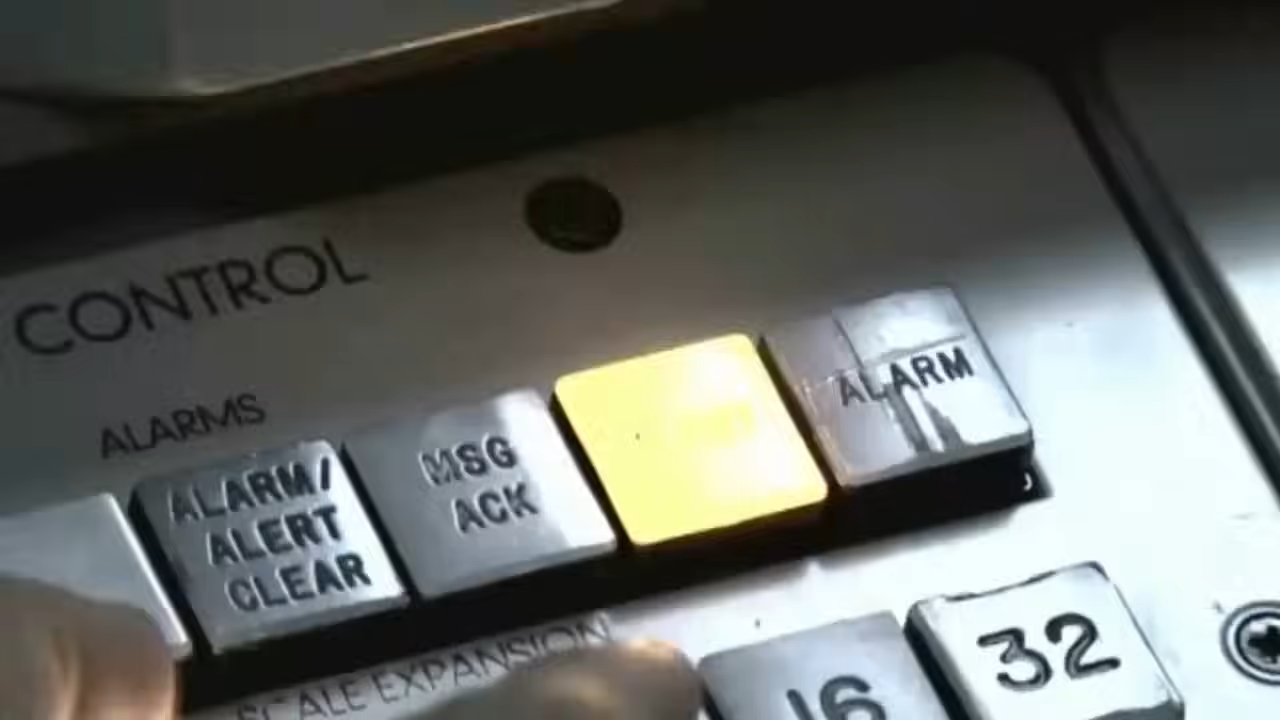 CONTROL
ALARMS
ALARM/
ALERT
CLEAR
MSG
ACK
ALARM
SCALE EXPANSION
16
32